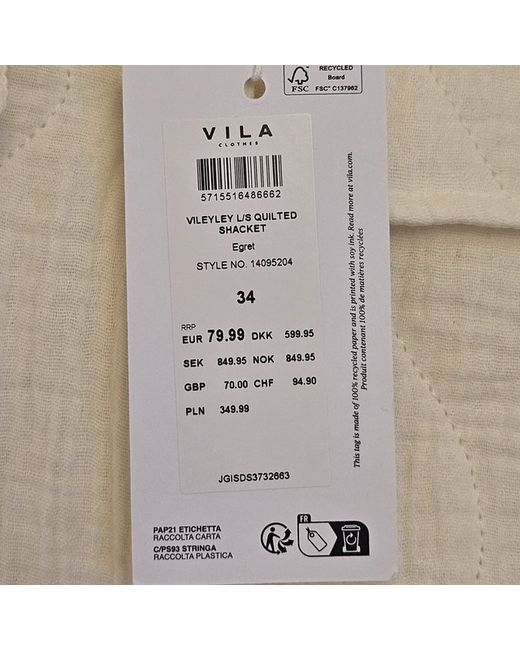 RECYCLED
Board
FSC
FSC® C137962
VILA
CLOTHES
5715516486662
VILEYLEY L/S QUILTED
SHACKET
Egret
STYLE NO. 14095204
34
RRP
EUR 79.99 DKK 599.95
SEK 849.95 NOK 849.95
GBP 70.00 CHF 94.90
PLN 349.99
JGISDS3732663
PAP21 ETICHETTA
RACCOLTA CARTA
C/PS93 STRINGA
RACCOLTA PLASTICA
FR
This tag is made of 100% recycled paper and is printed with soy ink. Read more at vila.com.
Produit contenant 100% de matières recyclées